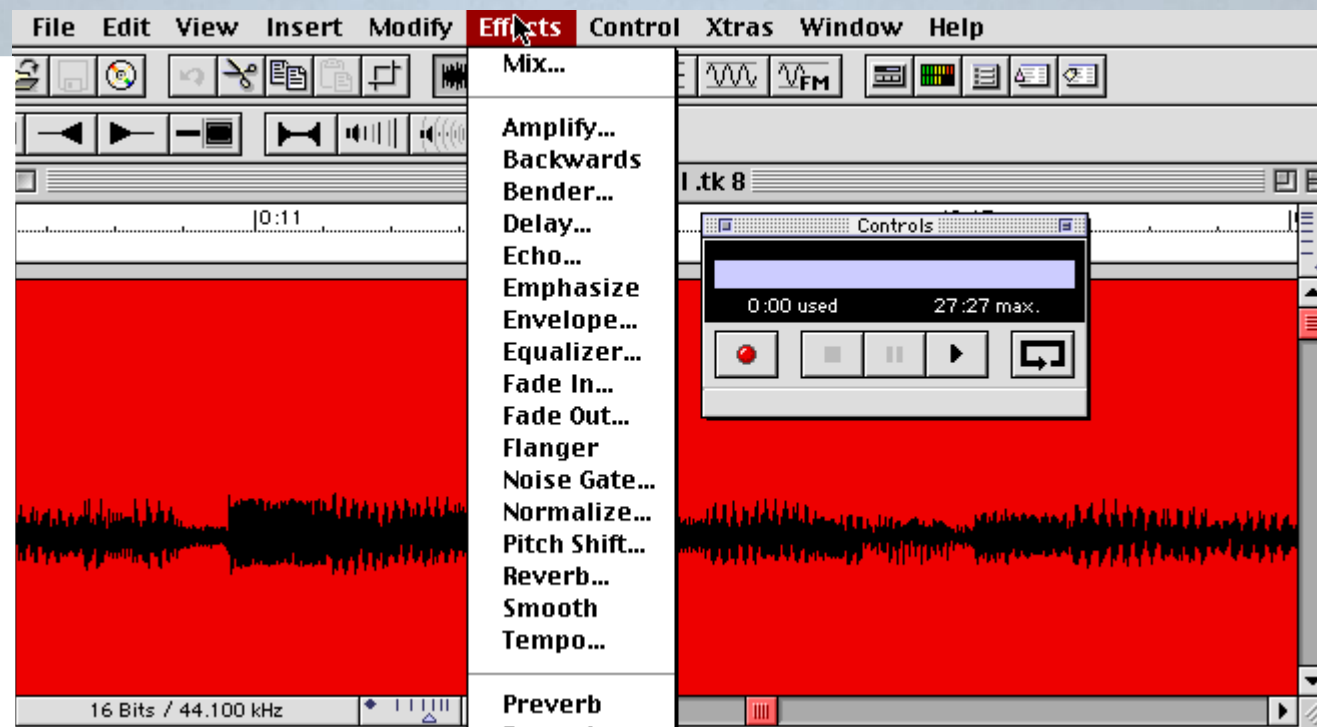 File Edit View Insert Modify Effects Control Xtras Window Help
Mix...
FM
Amplify...
Backwards
Bender...
l .tk 8
Delay...
0:11
Controls
Echo...
Emphasize
0:00 used 27:27 max.
Envelope...
Equalizer...
Fade In...
Fade Out...
Flanger
Noise Gate...
Normalize...
Pitch Shift...
Reverb...
Smooth
Tempo...
Preverb
16 Bits / 44.100 kHz